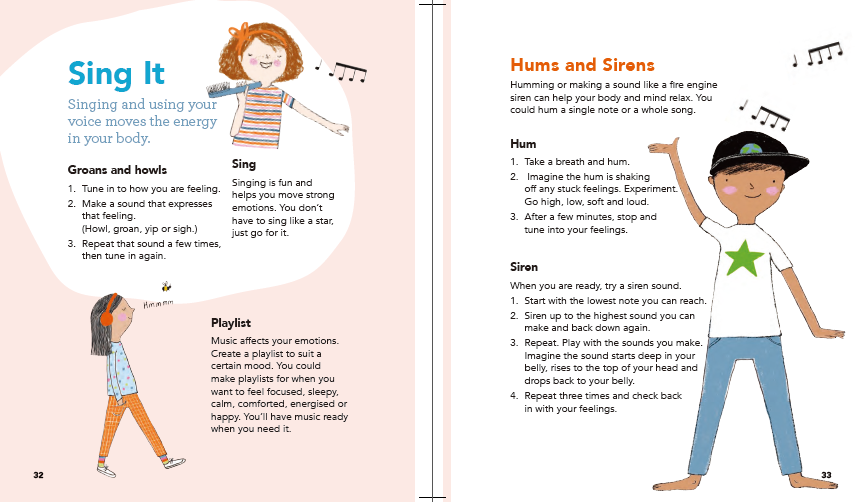 Sing It
Singing and using your
voice moves the energy
in your body.
Groans and howls
1. Tune in to how you are feeling.
2. Make a sound that expresses
that feeling.
(Howl, groan, yip or sigh.)
3. Repeat that sound a few times,
then tune in again.
Sing
Singing is fun and
helps you move strong
emotions. You don't
have to sing like a star,
just go for it.
Hmmmm
Playlist
Music affects your emotions.
Create a playlist to suit a
certain mood. You could
make playlists for when you
want to feel focused, sleepy,
calm, comforted, energised or
happy. You'll have music ready
when you need it.
32
Hums and Sirens
Humming or making a sound like a fire engine
siren can help your body and mind relax. You
could hum a single note or a whole song.
Hum
1. Take a breath and hum.
2. Imagine the hum is shaking
off any stuck feelings. Experiment.
Go high, low, soft and loud.
3. After a few minutes, stop and
tune into your feelings.
Siren
When you are ready, try a siren sound.
1. Start with the lowest note you can reach.
2. Siren up to the highest sound you can
make and back down again.
3. Repeat. Play with the sounds you make.
Imagine the sound starts deep in your
belly, rises to the top of your head and
drops back to your belly.
4. Repeat three times and check back
in with your feelings.
33